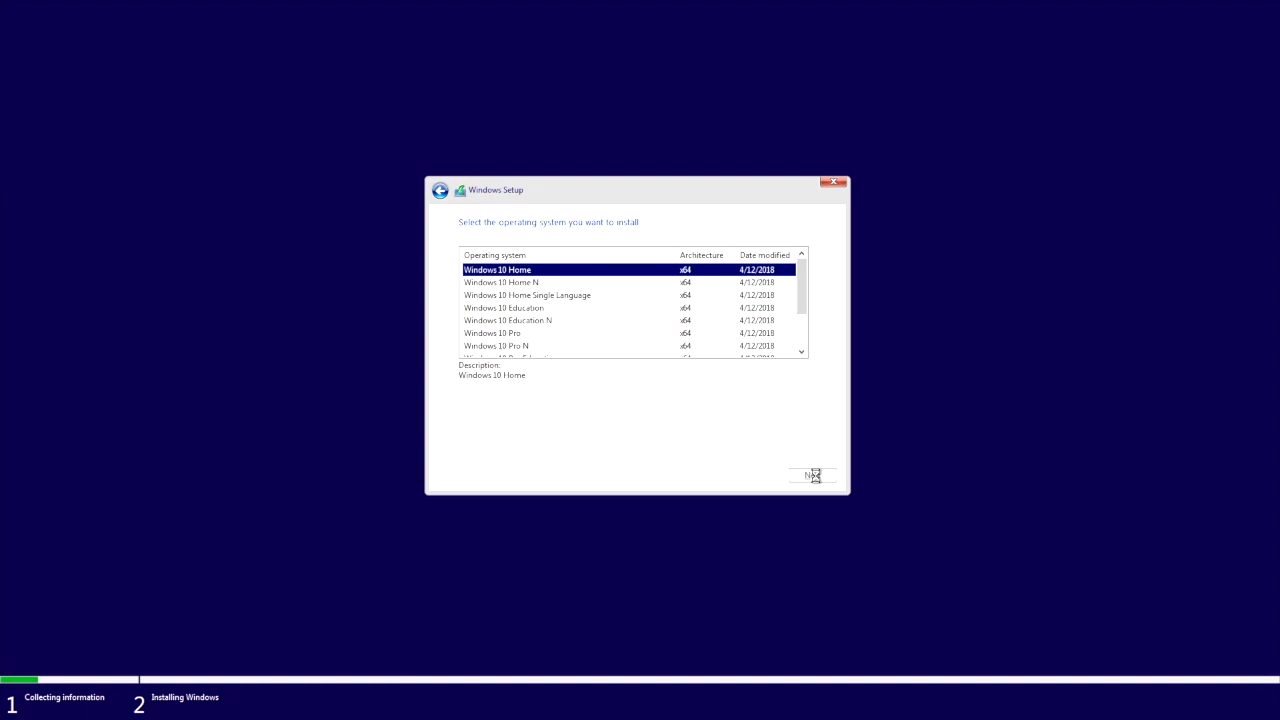 Windows Setup
Select the operating system you want to install
Operating system Architecture Date modified
Windows 10 Home x64 4/12/2018
Windows 10 Home N x64 4/12/2018
Windows 10 Home Single Language x64 4/12/2018
Windows 10 Education x64 4/12/2018
Windows 10 Education N x64 4/12/2018
Windows 10 Pro x64 4/12/2018
Windows 10 Pro N x64 4/12/2018
Description:
Windows 10 Home
1 Collecting information 2 Installing Windows